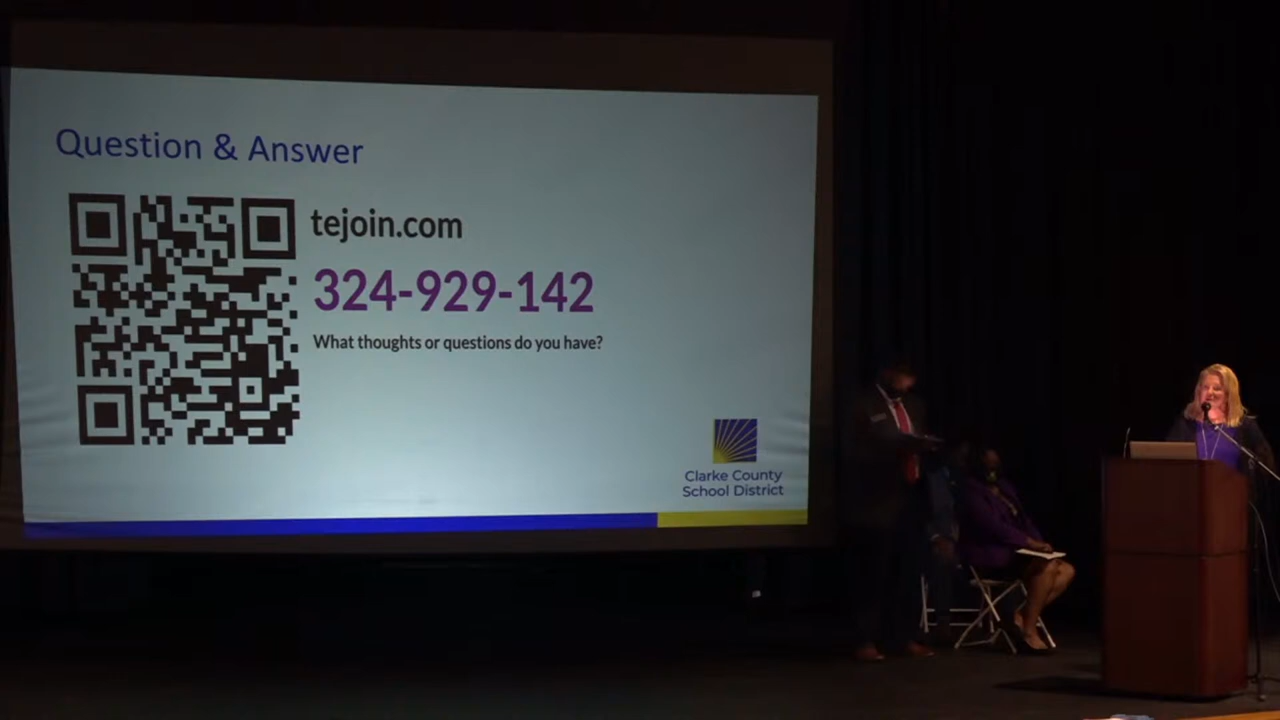 Question & Answer
tejoin.com
324-929-142
What thoughts or questions do you have?
Clarke County
School District